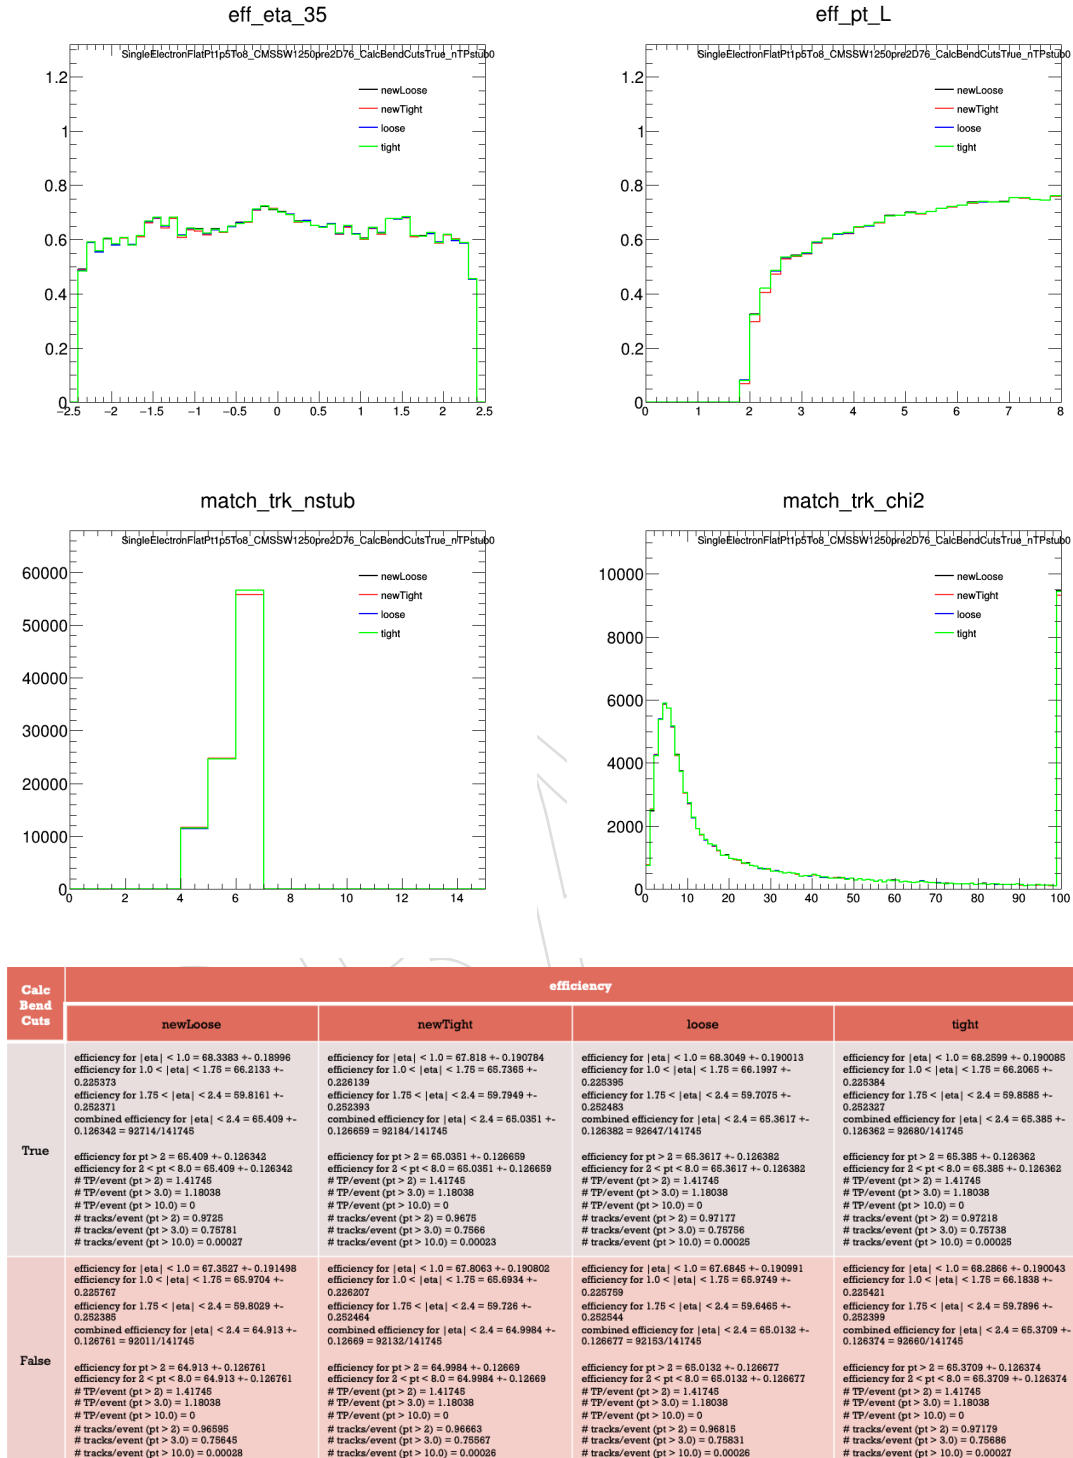 eff_eta_35
SingleElectronFlatPt1p5To8_CMSSW1250pre2D76_CalcBendCutsTrue_nTPstub0
1.2
1
0.8
0.6
0.4
0.2
0
newLoose
newTight
loose
tight
−2.5 −2 −1.5 −1 −0.5 0 0.5 1 1.5 2 2.5
eff_pt_L
SingleElectronFlatPt1p5To8_CMSSW1250pre2D76_CalcBendCutsTrue_nTPstub0
1.2
1
0.8
0.6
0.4
0.2
0
newLoose
newTight
loose
tight
0 1 2 3 4 5 6 7 8
match_trk_nstub
SingleElectronFlatPt1p5To8_CMSSW1250pre2D76_CalcBendCutsTrue_nTPstub0
60000
50000
40000
30000
20000
10000
0
newLoose
newTight
loose
tight
0 2 4 6 8 10 12 14
match_trk_chi2
SingleElectronFlatPt1p5To8_CMSSW1250pre2D76_CalcBendCutsTrue_nTPstub0
10000
8000
6000
4000
2000
0
newLoose
newTight
loose
tight
0 10 20 30 40 50 60 70 80 90 100
Calc
Bend
Cuts
efficiency
newLoose newTight loose tight
True
efficiency for |eta| < 1.0 = 68.3383 +- 0.18996
efficiency for 1.0 < |eta| < 1.75 = 66.2133 +-
0.225373
efficiency for 1.75 < |eta| < 2.4 = 59.8161 +-
0.252371
combined efficiency for |eta| < 2.4 = 65.409 +-
0.126342 = 92714/141745
efficiency for pt > 2 = 65.409 +- 0.126342
efficiency for 2 < pt < 8.0 = 65.409 +- 0.126342
# TP/event (pt > 2) = 1.41745
# TP/event (pt > 3.0) = 1.18038
# TP/event (pt > 10.0) = 0
# tracks/event (pt > 2) = 0.9725
# tracks/event (pt > 3.0) = 0.75781
# tracks/event (pt > 10.0) = 0.00027
efficiency for |eta| < 1.0 = 67.818 +- 0.190784
efficiency for 1.0 < |eta| < 1.75 = 65.7365 +-
0.226139
efficiency for 1.75 < |eta| < 2.4 = 59.7949 +-
0.252393
combined efficiency for |eta| < 2.4 = 65.0351 +-
0.126659 = 92184/141745
efficiency for pt > 2 = 65.0351 +- 0.126659
efficiency for 2 < pt < 8.0 = 65.0351 +- 0.126659
# TP/event (pt > 2) = 1.41745
# TP/event (pt > 3.0) = 1.18038
# TP/event (pt > 10.0) = 0
# tracks/event (pt > 2) = 0.9675
# tracks/event (pt > 3.0) = 0.7566
# tracks/event (pt > 10.0) = 0.00023
efficiency for |eta| < 1.0 = 68.3049 +- 0.190013
efficiency for 1.0 < |eta| < 1.75 = 66.1997 +-
0.225395
efficiency for 1.75 < |eta| < 2.4 = 59.7075 +-
0.252483
combined efficiency for |eta| < 2.4 = 65.3617 +-
0.126382 = 92647/141745
efficiency for pt > 2 = 65.3617 +- 0.126382
efficiency for 2 < pt < 8.0 = 65.3617 +- 0.126382
# TP/event (pt > 2) = 1.41745
# TP/event (pt > 3.0) = 1.18038
# TP/event (pt > 10.0) = 0
# tracks/event (pt > 2) = 0.97177
# tracks/event (pt > 3.0) = 0.75756
# tracks/event (pt > 10.0) = 0.00025
efficiency for |eta| < 1.0 = 68.2599 +- 0.190085
efficiency for 1.0 < |eta| < 1.75 = 66.2065 +-
0.225384
efficiency for 1.75 < |eta| < 2.4 = 59.8585 +-
0.252327
combined efficiency for |eta| < 2.4 = 65.385 +-
0.126362 = 92680/141745
efficiency for pt > 2 = 65.385 +- 0.126362
efficiency for 2 < pt < 8.0 = 65.385 +- 0.126362
# TP/event (pt > 2) = 1.41745
# TP/event (pt > 3.0) = 1.18038
# TP/event (pt > 10.0) = 0
# tracks/event (pt > 2) = 0.97218
# tracks/event (pt > 3.0) = 0.75738
# tracks/event (pt > 10.0) = 0.00025
False
efficiency for |eta| < 1.0 = 67.3527 +- 0.191498
efficiency for 1.0 < |eta| < 1.75 = 65.9704 +-
0.225767
efficiency for 1.75 < |eta| < 2.4 = 59.8029 +-
0.252385
combined efficiency for |eta| < 2.4 = 64.913 +-
0.126761 = 92011/141745
efficiency for pt > 2 = 64.913 +- 0.126761
efficiency for 2 < pt < 8.0 = 64.913 +- 0.126761
# TP/event (pt > 2) = 1.41745
# TP/event (pt > 3.0) = 1.18038
# TP/event (pt > 10.0) = 0
# tracks/event (pt > 2) = 0.96595
# tracks/event (pt > 3.0) = 0.75645
# tracks/event (pt > 10.0) = 0.00028
efficiency for |eta| < 1.0 = 67.8063 +- 0.190802
efficiency for 1.0 < |eta| < 1.75 = 65.6934 +-
0.226207
efficiency for 1.75 < |eta| < 2.4 = 59.726 +-
0.252464
combined efficiency for |eta| < 2.4 = 64.9984 +-
0.12669 = 92132/141745
efficiency for pt > 2 = 64.9984 +- 0.12669
efficiency for 2 < pt < 8.0 = 64.9984 +- 0.12669
# TP/event (pt > 2) = 1.41745
# TP/event (pt > 3.0) = 1.18038
# TP/event (pt > 10.0) = 0
# tracks/event (pt > 2) = 0.96663
# tracks/event (pt > 3.0) = 0.75567
# tracks/event (pt > 10.0) = 0.00026
efficiency for |eta| < 1.0 = 67.6845 +- 0.190991
efficiency for 1.0 < |eta| < 1.75 = 65.9749 +-
0.225759
efficiency for 1.75 < |eta| < 2.4 = 59.6465 +-
0.252544
combined efficiency for |eta| < 2.4 = 65.0132 +-
0.126677 = 92153/141745
efficiency for pt > 2 = 65.0132 +- 0.126677
efficiency for 2 < pt < 8.0 = 65.0132 +- 0.126677
# TP/event (pt > 2) = 1.41745
# TP/event (pt > 3.0) = 1.18038
# TP/event (pt > 10.0) = 0
# tracks/event (pt > 2) = 0.96815
# tracks/event (pt > 3.0) = 0.75831
# tracks/event (pt > 10.0) = 0.00026
efficiency for |eta| < 1.0 = 68.2866 +- 0.190043
efficiency for 1.0 < |eta| < 1.75 = 66.1838 +-
0.225421
efficiency for 1.75 < |eta| < 2.4 = 59.7896 +-
0.252399
combined efficiency for |eta| < 2.4 = 65.3709 +-
0.126374 = 92660/141745
efficiency for pt > 2 = 65.3709 +- 0.126374
efficiency for 2 < pt < 8.0 = 65.3709 +- 0.126374
# TP/event (pt > 2) = 1.41745
# TP/event (pt > 3.0) = 1.18038
# TP/event (pt > 10.0) = 0
# tracks/event (pt > 2) = 0.97179
# tracks/event (pt > 3.0) = 0.75686
# tracks/event (pt > 10.0) = 0.00027